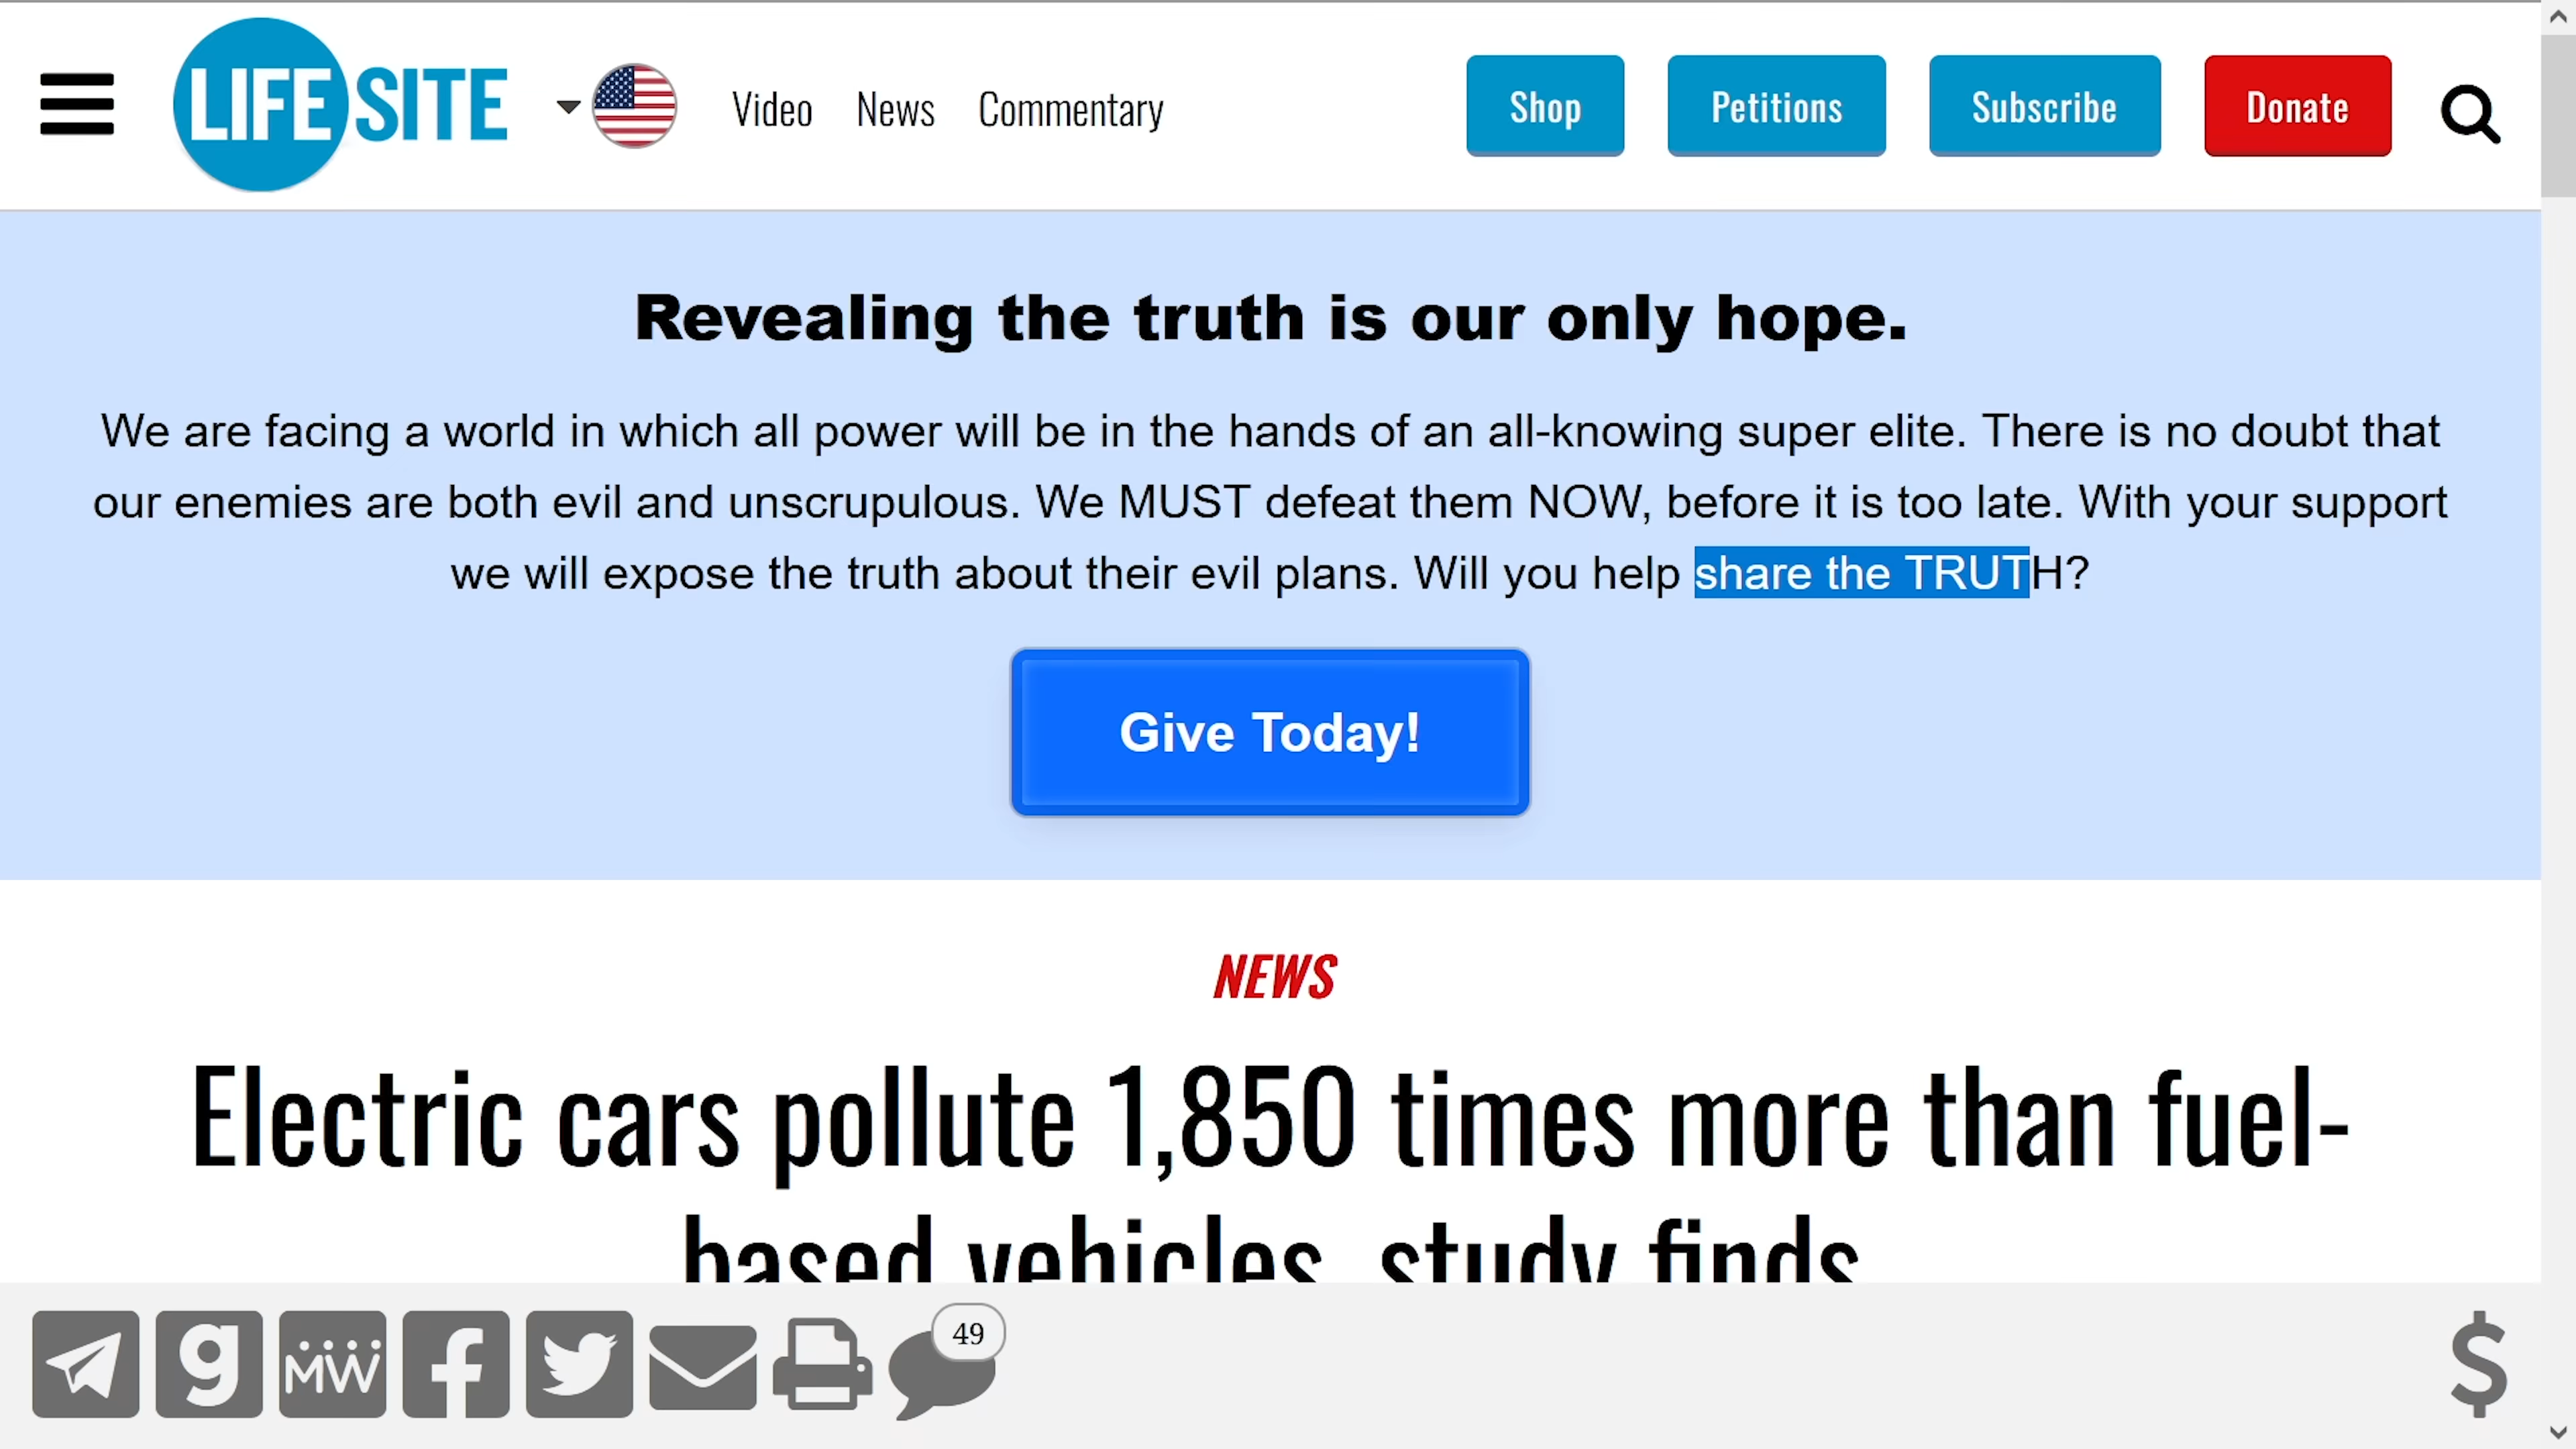 LIFE SITE
Video News Commentary
Shop Petitions Subscribe Donate
Revealing the truth is our only hope.
We are facing a world in which all power will be in the hands of an all-knowing super elite. There is no doubt that
our enemies are both evil and unscrupulous. We MUST defeat them NOW, before it is too late. With your support
we will expose the truth about their evil plans. Will you help share the TRUTH?
Give Today!
NEWS
Electric cars pollute 1,850 times more than fuel-
based vehicles, study finds
g MW f 49 $